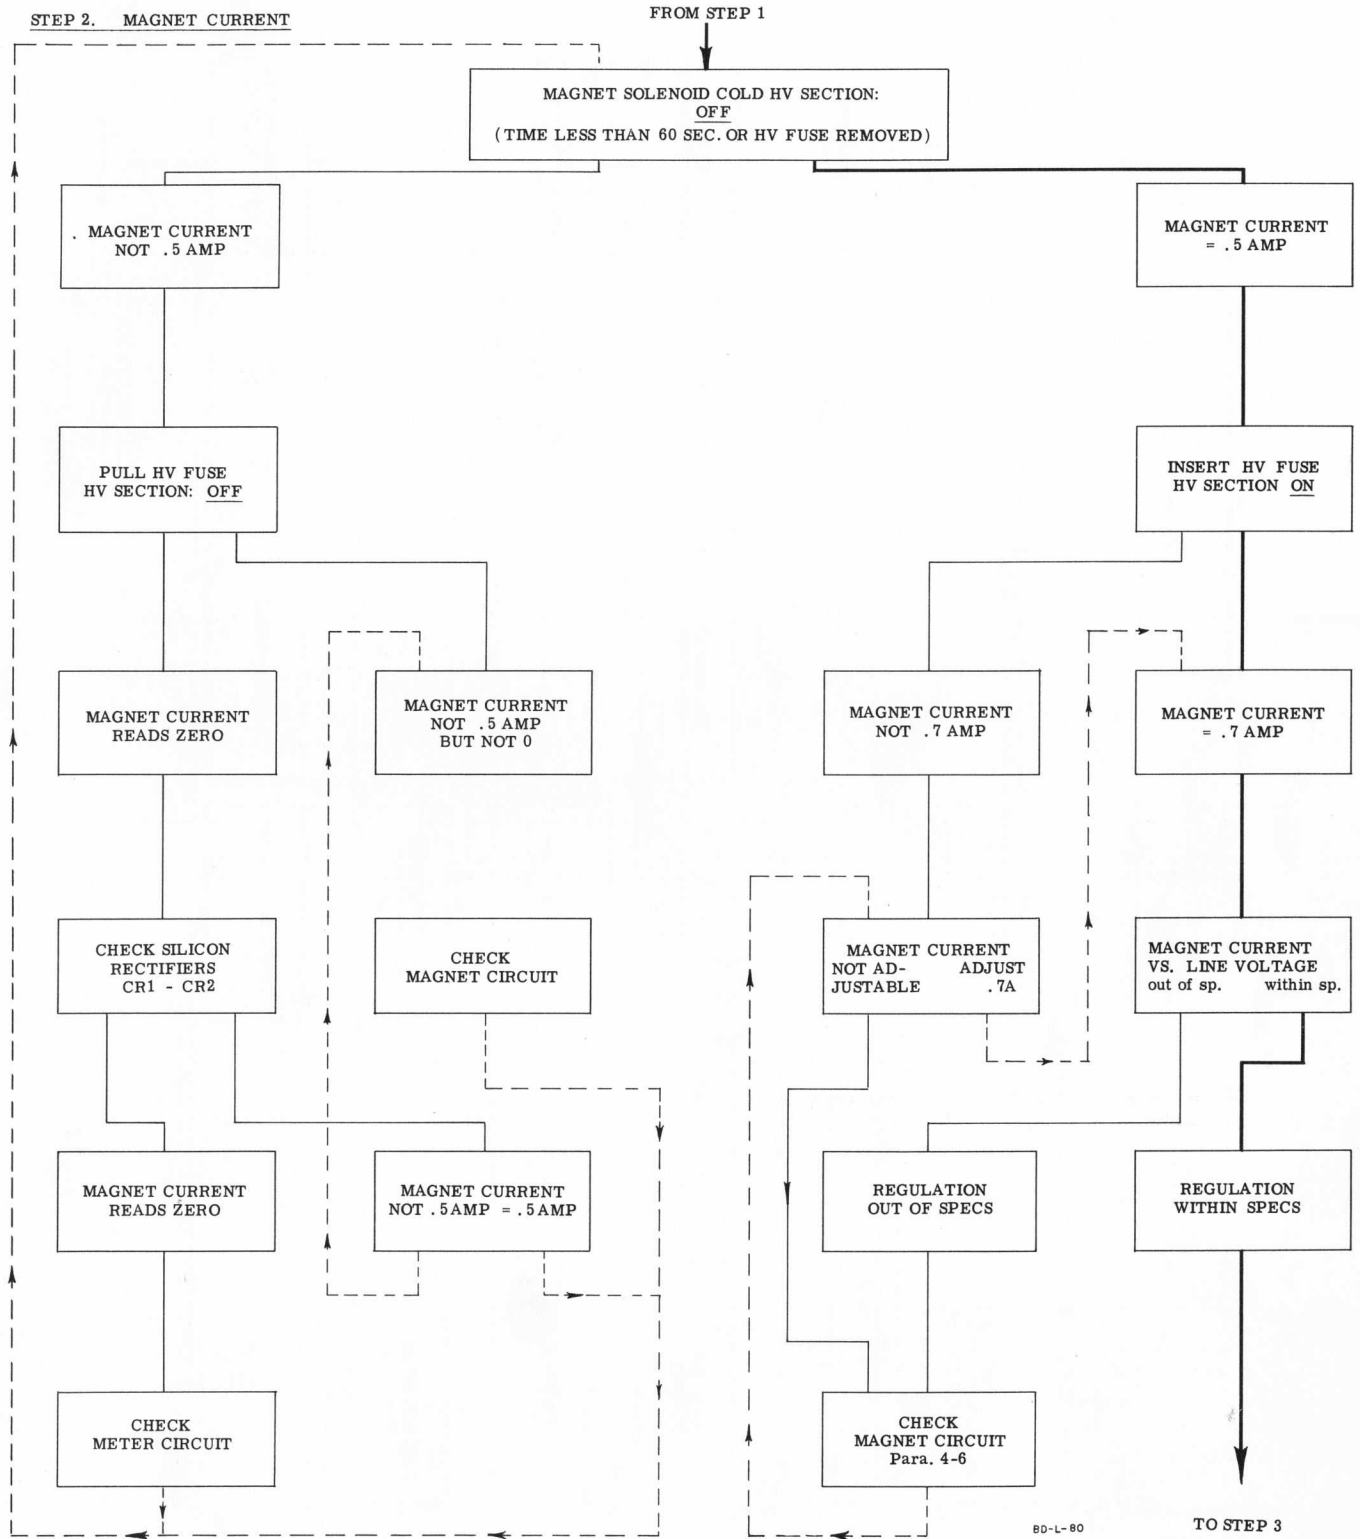 STEP 2. MAGNET CURRENT
FROM STEP 1
MAGNET SOLENOID COLD HV SECTION:
OFF
(TIME LESS THAN 60 SEC. OR HV FUSE REMOVED)
. MAGNET CURRENT
NOT .5 AMP
MAGNET CURRENT
= .5 AMP
PULL HV FUSE
HV SECTION: OFF
INSERT HV FUSE
HV SECTION ON
MAGNET CURRENT
READS ZERO
MAGNET CURRENT
NOT .5 AMP
BUT NOT 0
MAGNET CURRENT
NOT .7 AMP
MAGNET CURRENT
= .7 AMP
CHECK SILICON
RECTIFIERS
CR1 - CR2
CHECK
MAGNET CIRCUIT
MAGNET CURRENT
NOT AD- ADJUST
JUSTABLE .7A
MAGNET CURRENT
VS. LINE VOLTAGE
out of sp. within sp.
MAGNET CURRENT
READS ZERO
MAGNET CURRENT
NOT .5AMP = .5AMP
REGULATION
OUT OF SPECS
REGULATION
WITHIN SPECS
CHECK
METER CIRCUIT
CHECK
MAGNET CIRCUIT
Para. 4-6
BD-L-80
TO STEP 3